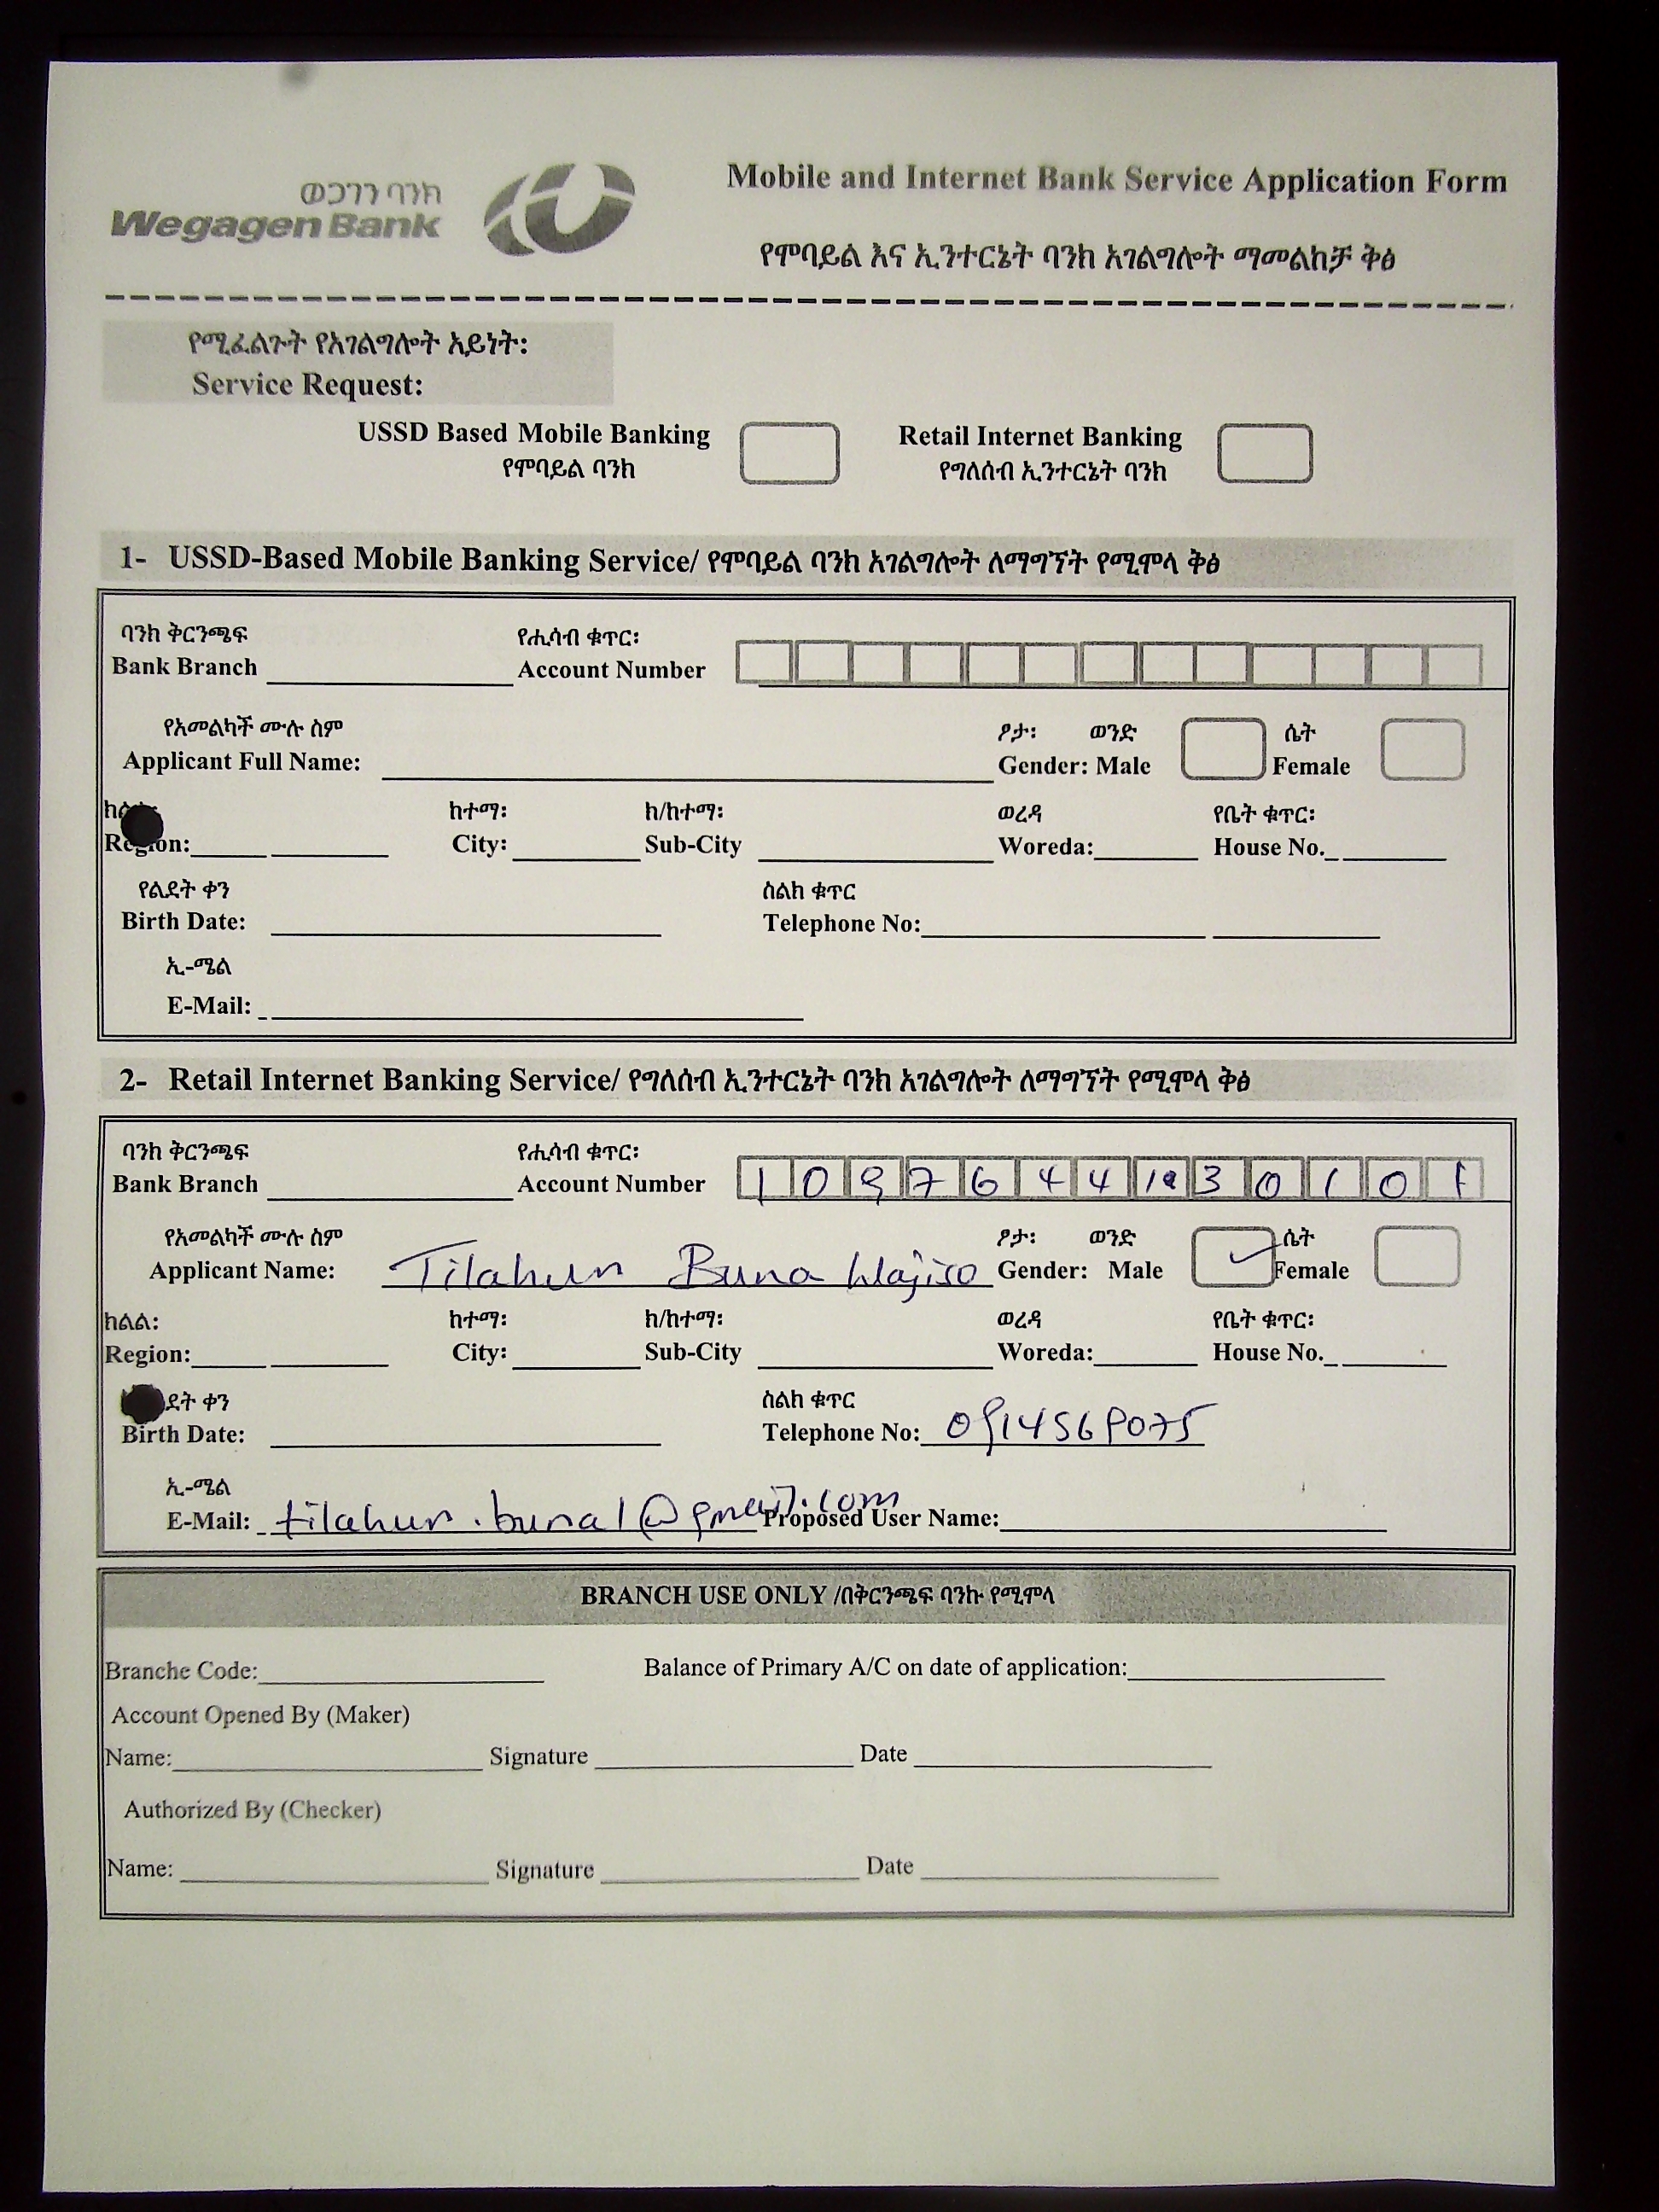 ወጋገን ባንክ
Wegagen Bank
Mobile and Internet Bank Service Application Form
የሞባይል እና ኢንተርኔት ባንክ አገልግሎት ማመልከቻ ቅፅ
የሚፈልጉት የአገልግሎት አይነት:
Service Request:
USSD Based Mobile Banking Retail Internet Banking
የሞባይል ባንክ የግለሰብ ኢንተርኔት ባንክ
1- USSD-Based Mobile Banking Service/ የሞባይል ባንክ አገልግሎት ለማግኘት የሚሞላ ቅፅ
ባንክ ቅርንጫፍ የሒሳብ ቁጥር:
Bank Branch Account Number
የአመልካች ሙሉ ስም ፆታ: ወንድ ሴት
Applicant Full Name: Gender: Male Female
ከተማ: ክ/ከተማ: ወረዳ የቤት ቁጥር:
Region: City: Sub-City Woreda: House No.
የልደት ቀን ስልክ ቁጥር
Birth Date: Telephone No:
ኢ-ሜል
E-Mail:
2- Retail Internet Banking Service/ የግለሰብ ኢንተርኔት ባንክ አገልግሎት ለማግኘት የሚሞላ ቅፅ
ባንክ ቅርንጫፍ የሒሳብ ቁጥር:
Bank Branch Account Number 1 0 9 7 6 4 4 1 3 0 1 0 1
የአመልካች ሙሉ ስም ፆታ: ወንድ ሴት
Applicant Name: Tilahun Buna Wajiso Gender: Male Female
ክልል: ከተማ: ክ/ከተማ: ወረዳ የቤት ቁጥር:
Region: City: Sub-City Woreda: House No.
ደት ቀን ስልክ ቁጥር
Birth Date: Telephone No: 0914569075
ኢ-ሜል
E-Mail: tilahun.buna1@gmail.com Proposed User Name:
BRANCH USE ONLY /በቅርንጫፍ ባንኩ የሚሞላ
Branche Code: Balance of Primary A/C on date of application:
Account Opened By (Maker)
Name: Signature Date
Authorized By (Checker)
Name: Signature Date